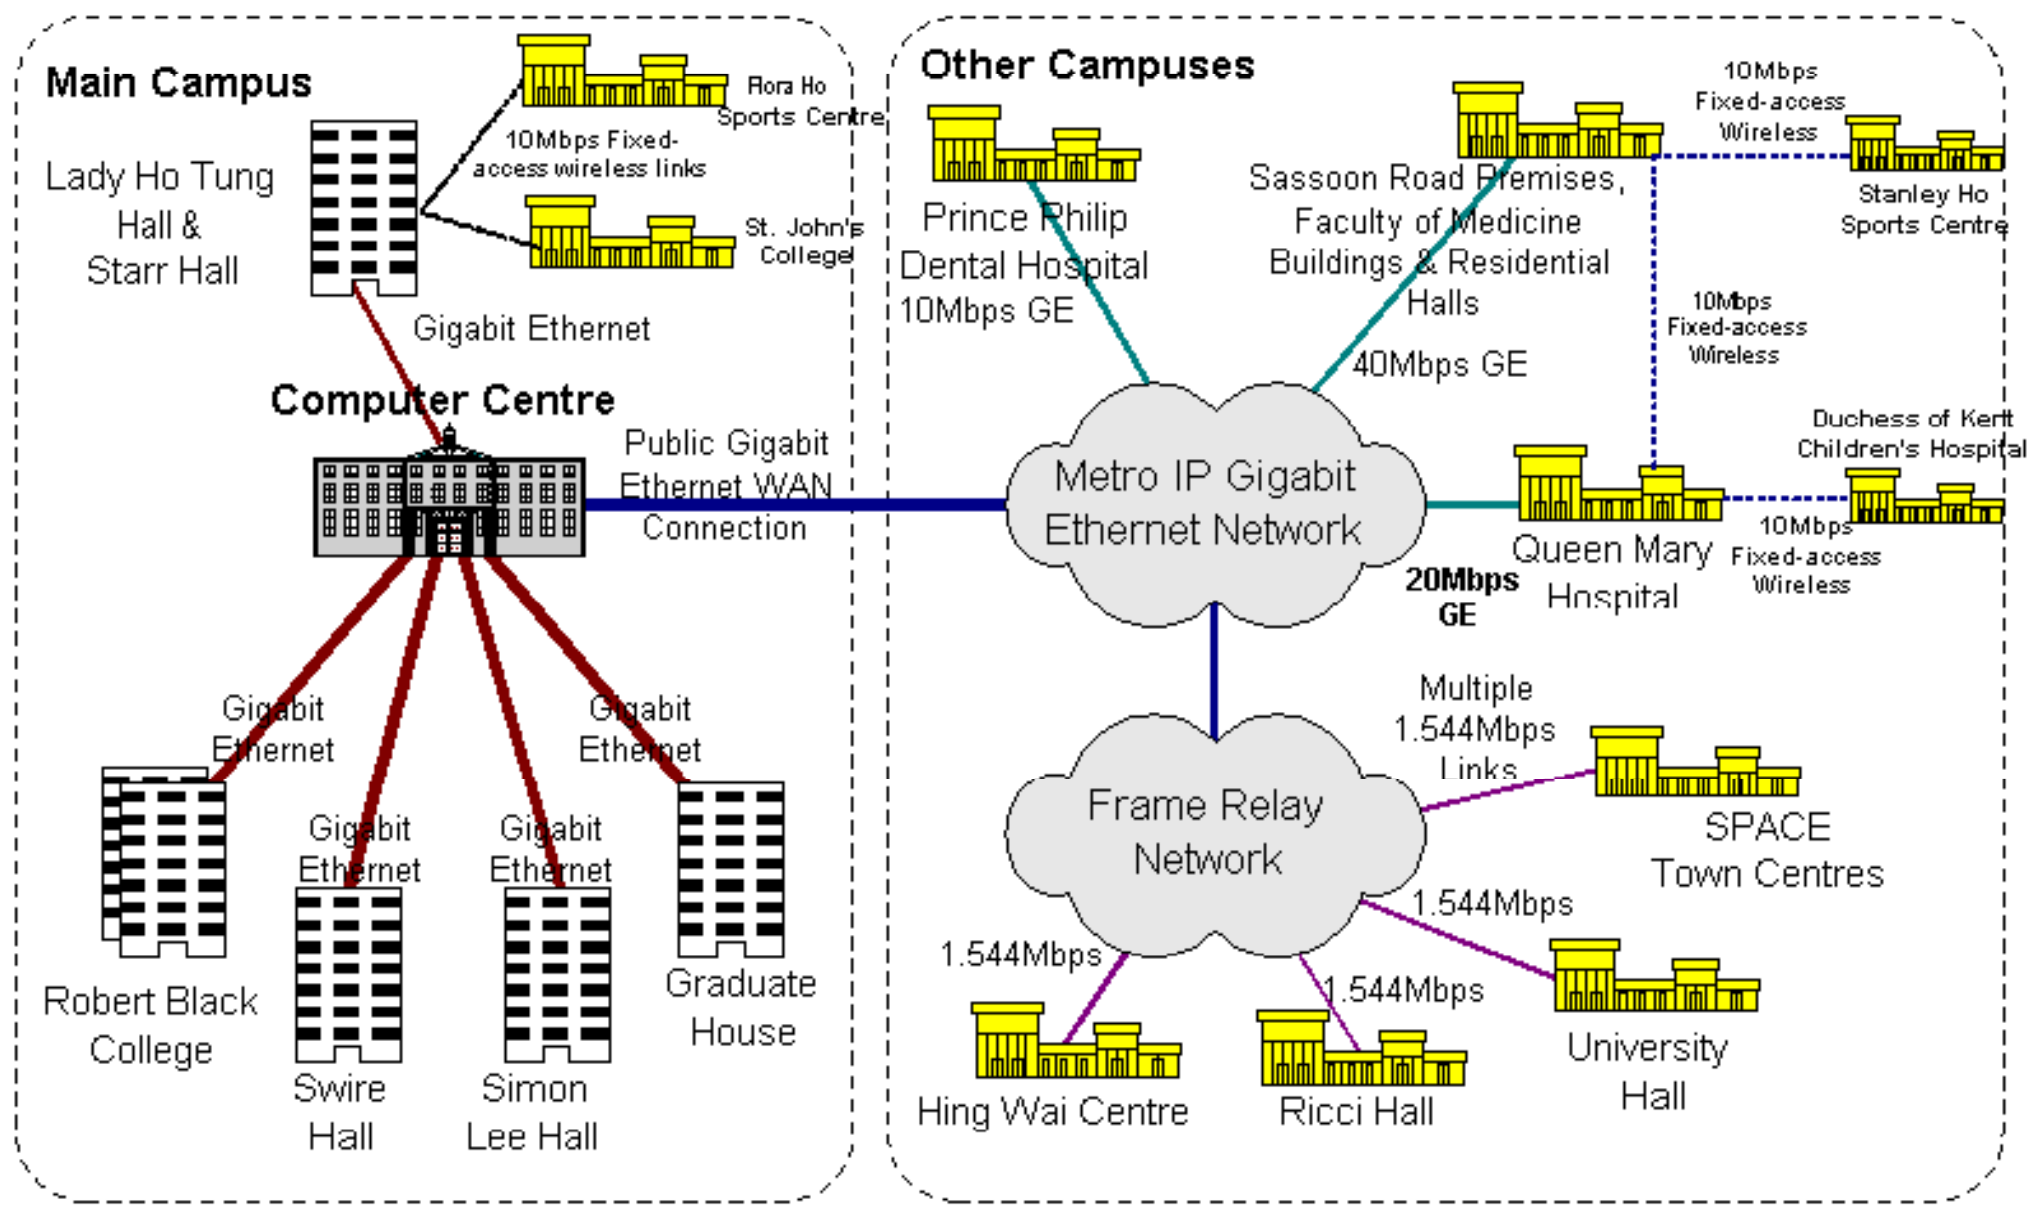 Main Campus
Lady Ho Tung
Hall &
Starr Hall
Flora Ho
Sports Centre
10Mbps Fixed-
access wireless links
St. John's
College
Gigabit Ethernet
Computer Centre
Public Gigabit
Ethernet WAN
Connection
Gigabit
Ethernet
Gigabit
Ethernet
Gigabit
Ethernet
Gigabit
Ethernet
Robert Black
College
Swire
Hall
Simon
Lee Hall
Graduate
House
Other Campuses
Prince Philip
Dental Hospital
10Mbps GE
Sassoon Road Premises,
Faculty of Medicine
Buildings & Residential
Halls
40Mbps GE
10Mbps
Fixed-access
Wireless
Stanley Ho
Sports Centre
10Mbps
Fixed-access
Wireless
Metro IP Gigabit
Ethernet Network
Duchess of Kent
Children's Hospital
Queen Mary
Hospital
20Mbps
GE
10Mbps
Fixed-access
Wireless
Frame Relay
Network
Multiple
1.544Mbps
Links
SPACE
Town Centres
1.544Mbps
University
Hall
1.544Mbps
Ricci Hall
1.544Mbps
Hing Wai Centre